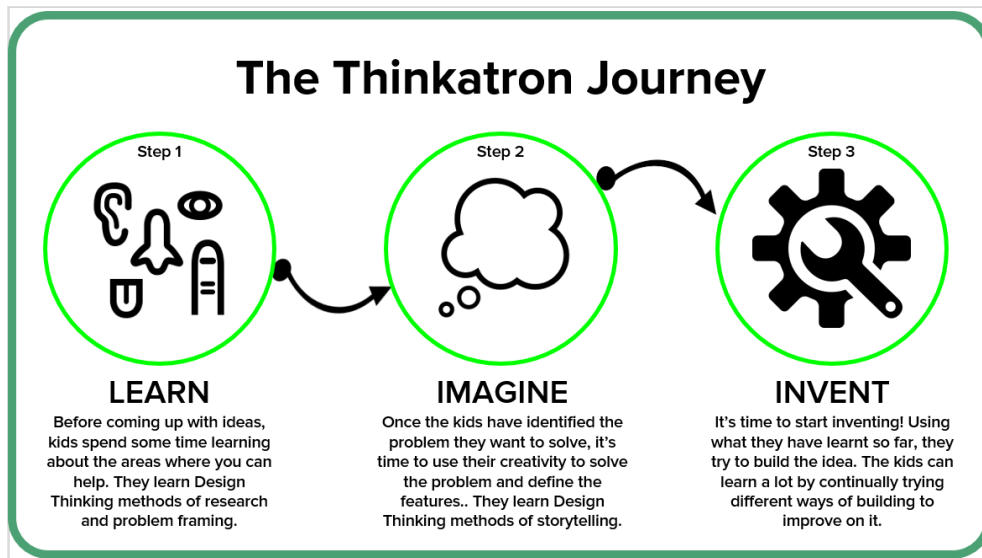 The Thinkatron Journey
Step 1
LEARN
Before coming up with ideas,
kids spend some time learning
about the areas where you can
help. They learn Design
Thinking methods of research
and problem framing.
Step 2
IMAGINE
Once the kids have identified the
problem they want to solve, it's
time to use their creativity to solve
the problem and define the
features.. They learn Design
Thinking methods of storytelling.
Step 3
INVENT
It's time to start inventing! Using
what they have learnt so far, they
try to build the idea. The kids can
learn a lot by continually trying
different ways of building to
improve on it.